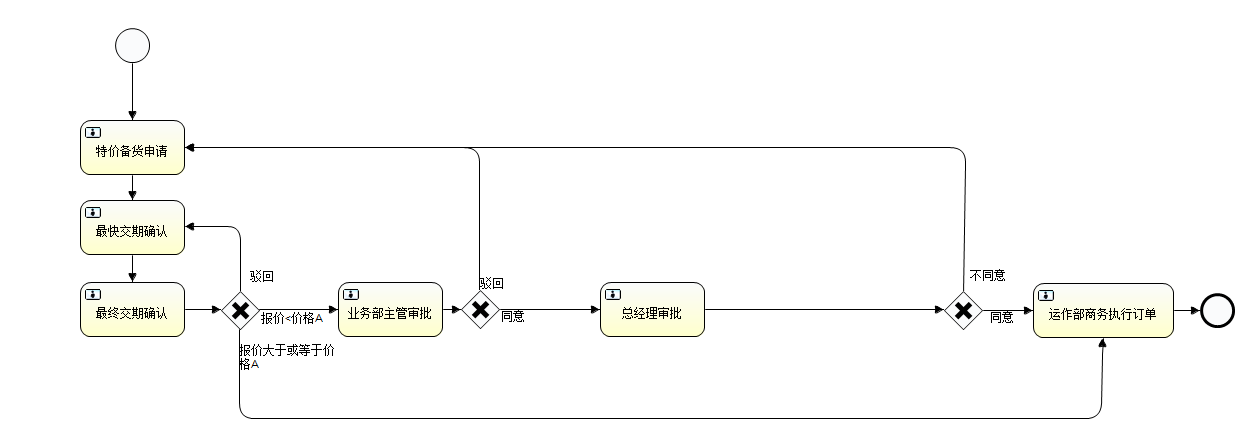 特价备货申请
最快交期确认
驳回
驳回
不同意
最终交期确认
报价<价格A
业务部主管审批
同意
总经理审批
同意
运作部商务执行订单
报价大于或等于价
格A